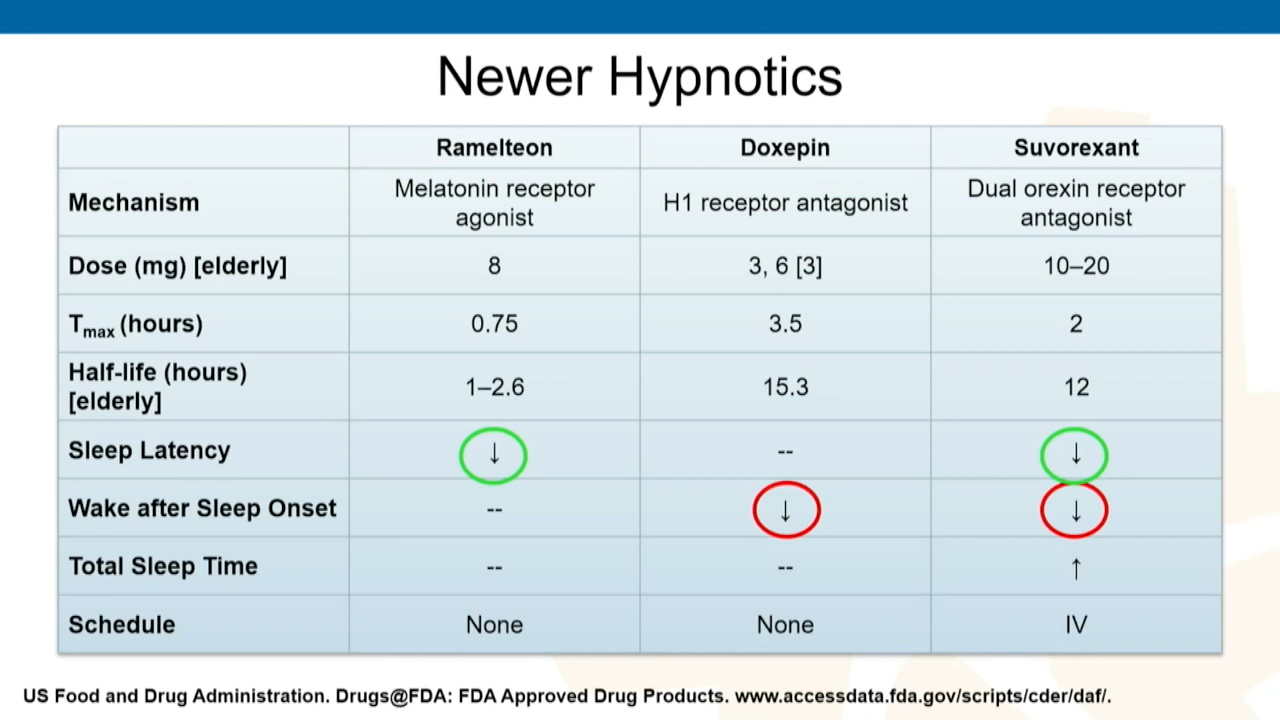 Newer Hypnotics
Ramelteon Doxepin Suvorexant
Mechanism
Melatonin receptor
agonist
H1 receptor antagonist
Dual orexin receptor
antagonist
Dose (mg) [elderly] 8 3, 6 [3] 10–20
Tmax (hours) 0.75 3.5 2
Half-life (hours)
[elderly]
1–2.6 15.3 12
Sleep Latency ↓ -- ↓
Wake after Sleep Onset -- ↓ ↓
Total Sleep Time -- -- ↑
Schedule None None IV
US Food and Drug Administration. Drugs@FDA: FDA Approved Drug Products. www.accessdata.fda.gov/scripts/cder/daf/.